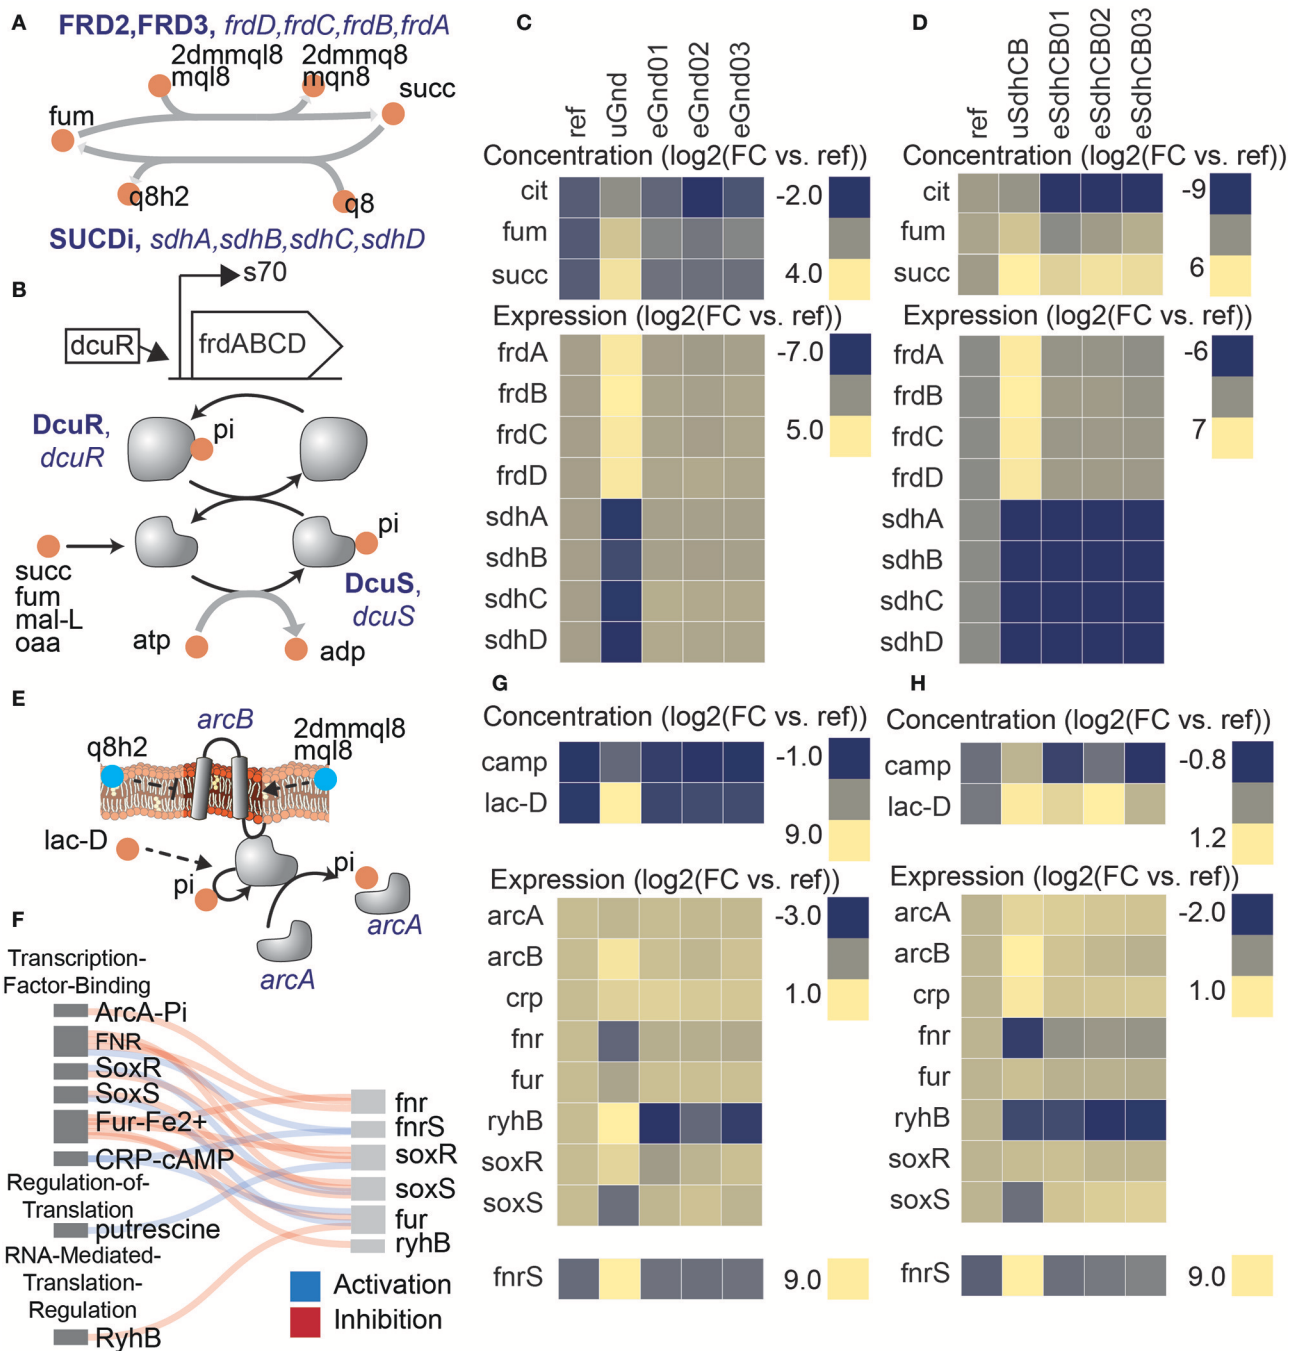 A
FRD2,FRD3, frdD,frdC,frdB,frdA
2dmmql8
mql8
2dmmq8
mqn8
succ
fum
q8h2
q8
SUCDi, sdhA,sdhB,sdhC,sdhD
B
s70
dcuR
frdABCD
DcuR,
dcuR
pi
pi
succ
fum
mal-L
oaa
DcuS,
dcuS
atp
adp
C
ref
uGnd
eGnd01
eGnd02
eGnd03
Concentration (log2(FC vs. ref))
cit
fum
succ
-2.0
4.0
Expression (log2(FC vs. ref))
frdA
frdB
frdC
frdD
sdhA
sdhB
sdhC
sdhD
-7.0
5.0
D
ref
uSdhCB
eSdhCB01
eSdhCB02
eSdhCB03
Concentration (log2(FC vs. ref))
cit
fum
succ
-9
6
Expression (log2(FC vs. ref))
frdA
frdB
frdC
frdD
sdhA
sdhB
sdhC
sdhD
-6
7
E
arcB
q8h2
2dmmql8
mql8
lac-D
pi
pi
arcA
arcA
F
Transcription-
Factor-Binding
ArcA-Pi
FNR
SoxR
SoxS
Fur-Fe2+
CRP-cAMP
Regulation-of-
Translation
putrescine
RNA-Mediated-
Translation-
Regulation
RyhB
fnr
fnrS
soxR
soxS
fur
ryhB
Activation
Inhibition
G
Concentration (log2(FC vs. ref))
camp
lac-D
-1.0
9.0
Expression (log2(FC vs. ref))
arcA
arcB
crp
fnr
fur
ryhB
soxR
soxS
fnrS
-3.0
1.0
9.0
H
Concentration (log2(FC vs. ref))
camp
lac-D
-0.8
1.2
Expression (log2(FC vs. ref))
arcA
arcB
crp
fnr
fur
ryhB
soxR
soxS
fnrS
-2.0
1.0
9.0